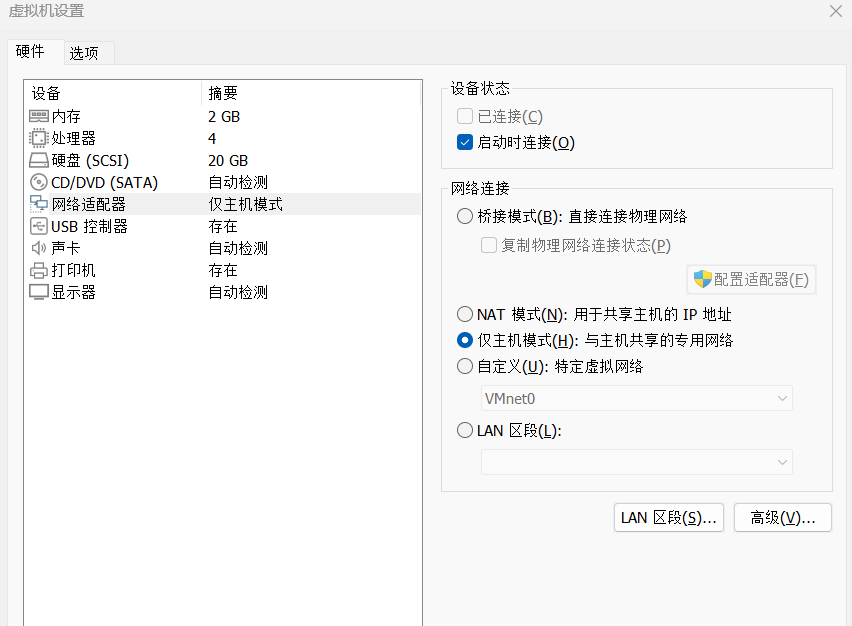 虚拟机设置
硬件 选项
设备 摘要
内存 2 GB
处理器 4
硬盘 (SCSI) 20 GB
CD/DVD (SATA) 自动检测
网络适配器 仅主机模式
USB 控制器 存在
声卡 自动检测
打印机 存在
显示器 自动检测
设备状态
已连接(C)
启动时连接(O)
网络连接
桥接模式(B): 直接连接物理网络
复制物理网络连接状态(P)
配置适配器(F)
NAT 模式(N): 用于共享主机的 IP 地址
仅主机模式(H): 与主机共享的专用网络
自定义(U): 特定虚拟网络
VMnet0
LAN 区段(L):
LAN 区段(S)... 高级(V)...